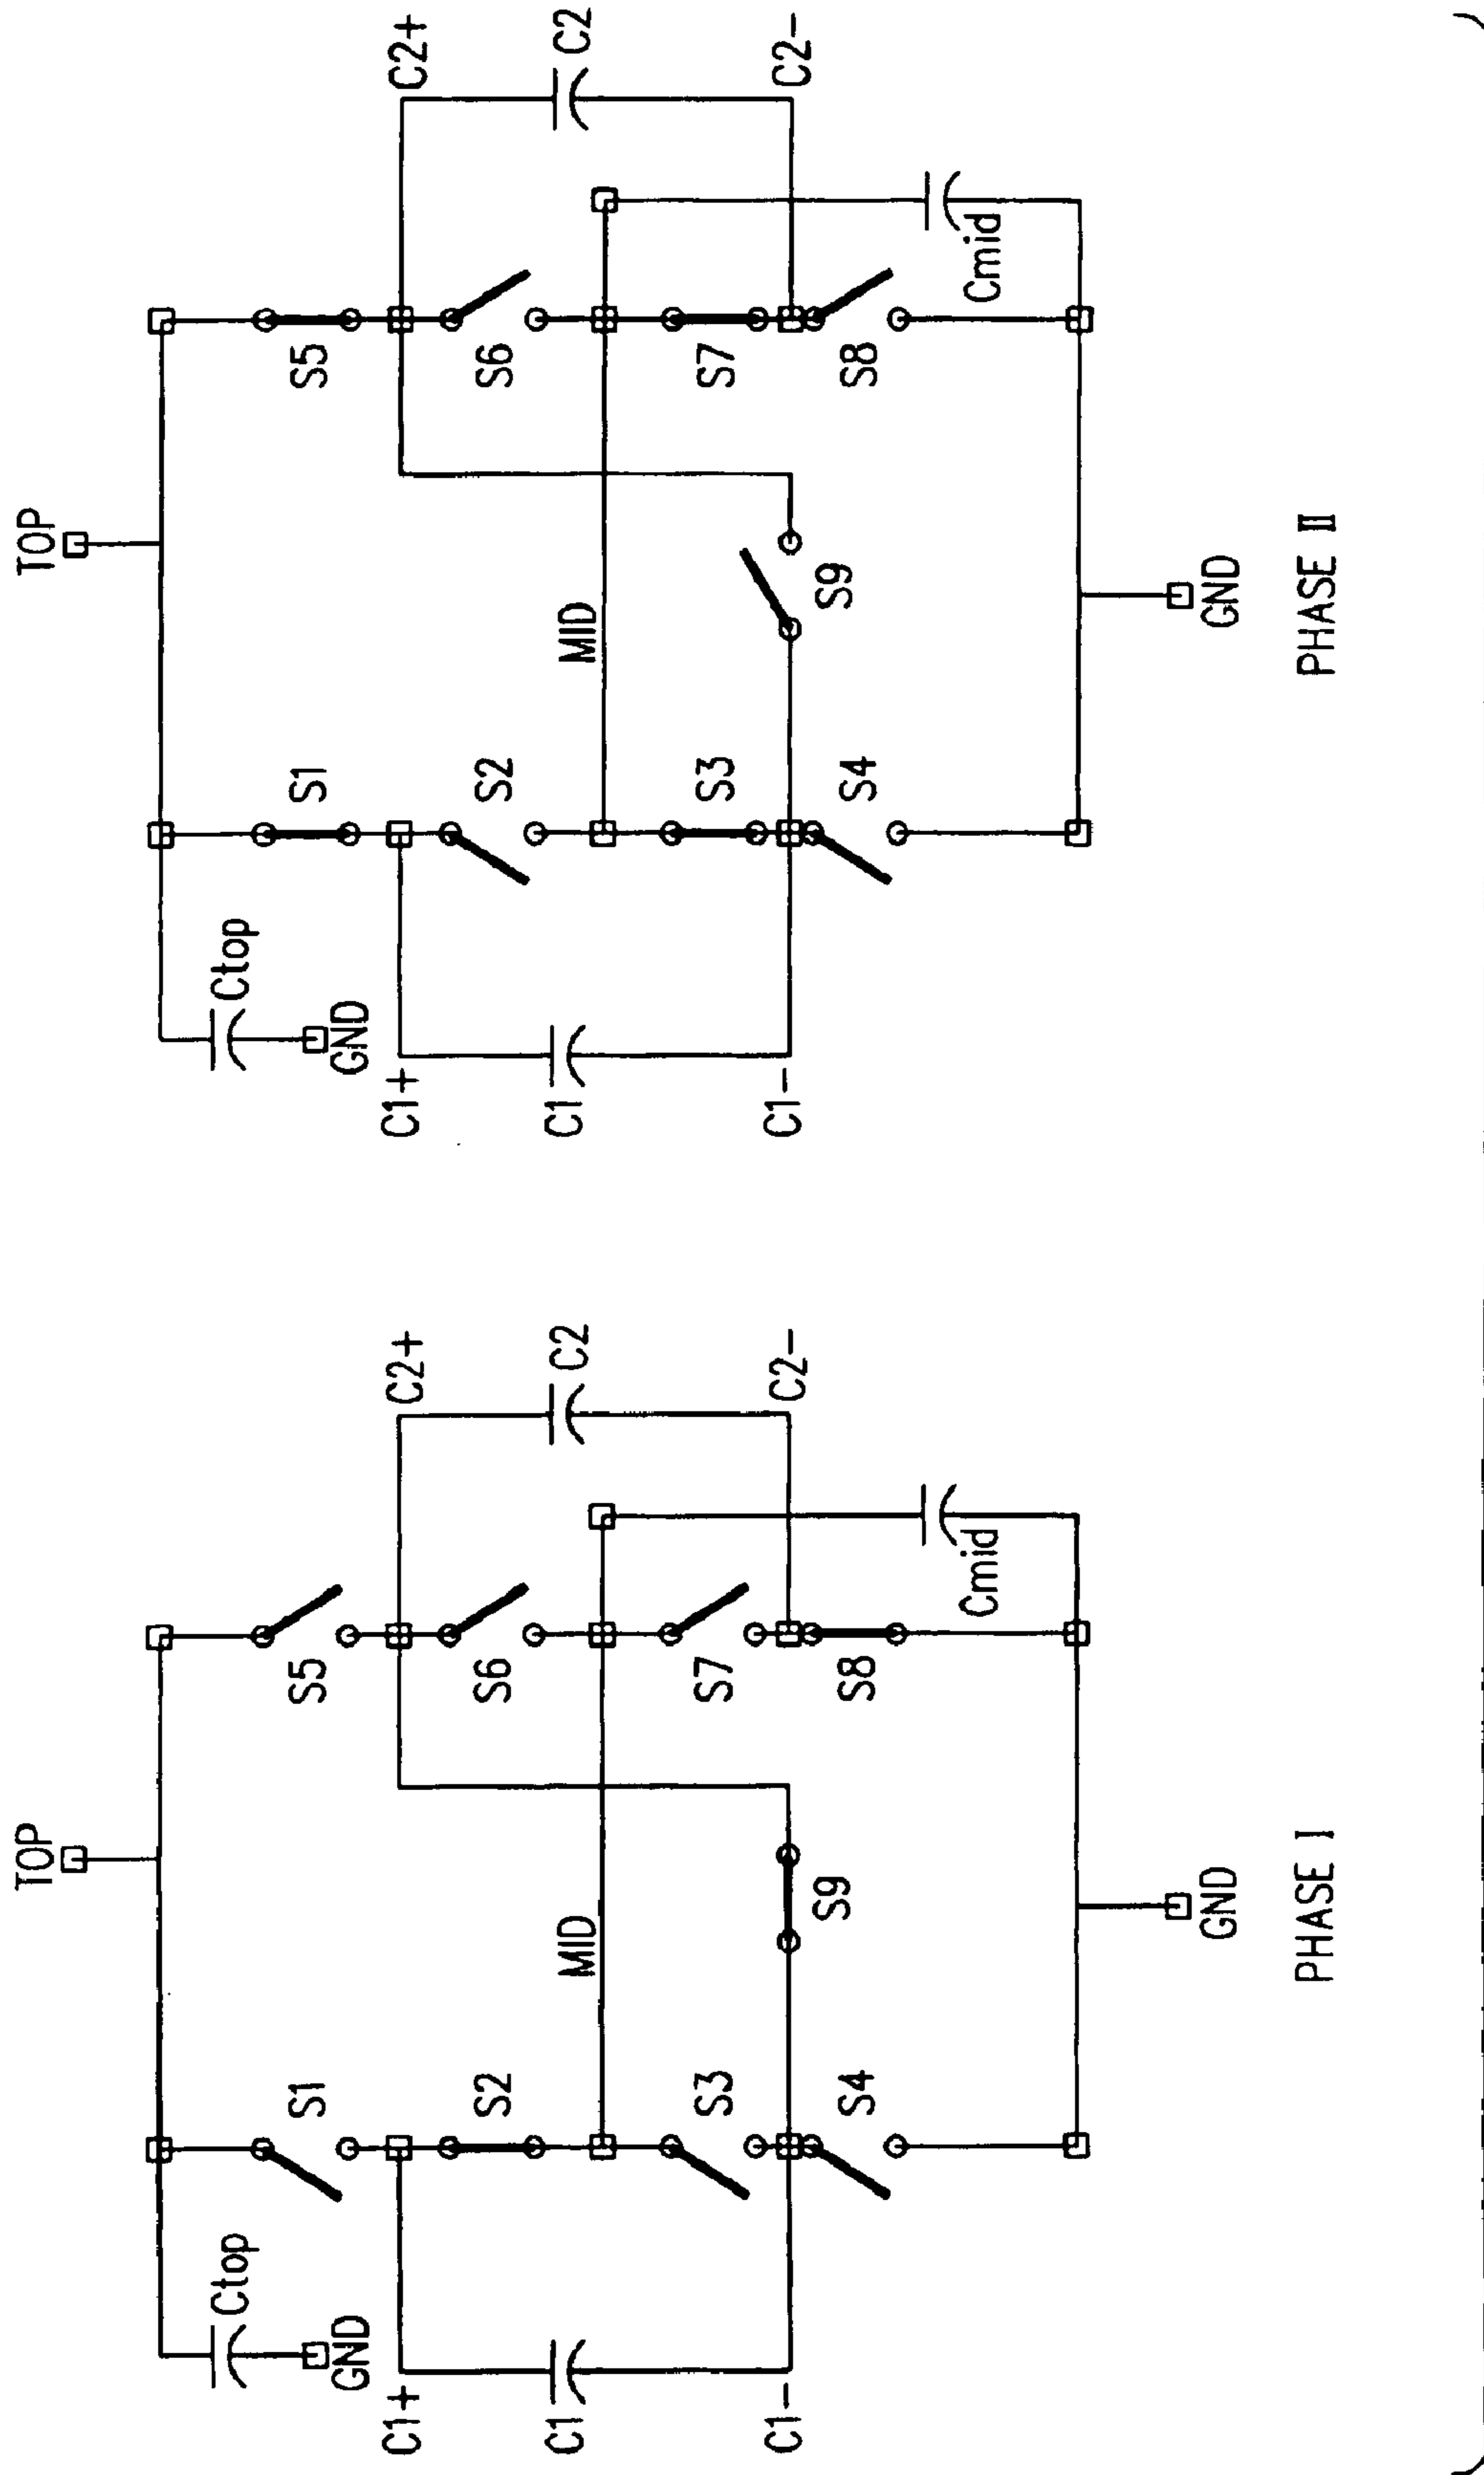 TOP
Ctop
GND
S1
S5
C1+
C2+
S2
S6
C1
C2
MID
S3
S7
C1-
C2-
S9
S4
S8
Cmid
GND
PHASE I
TOP
Ctop
GND
S1
S5
C1+
C2+
S2
S6
C1
C2
MID
S3
S7
C1-
C2-
S9
S4
S8
Cmid
GND
PHASE II